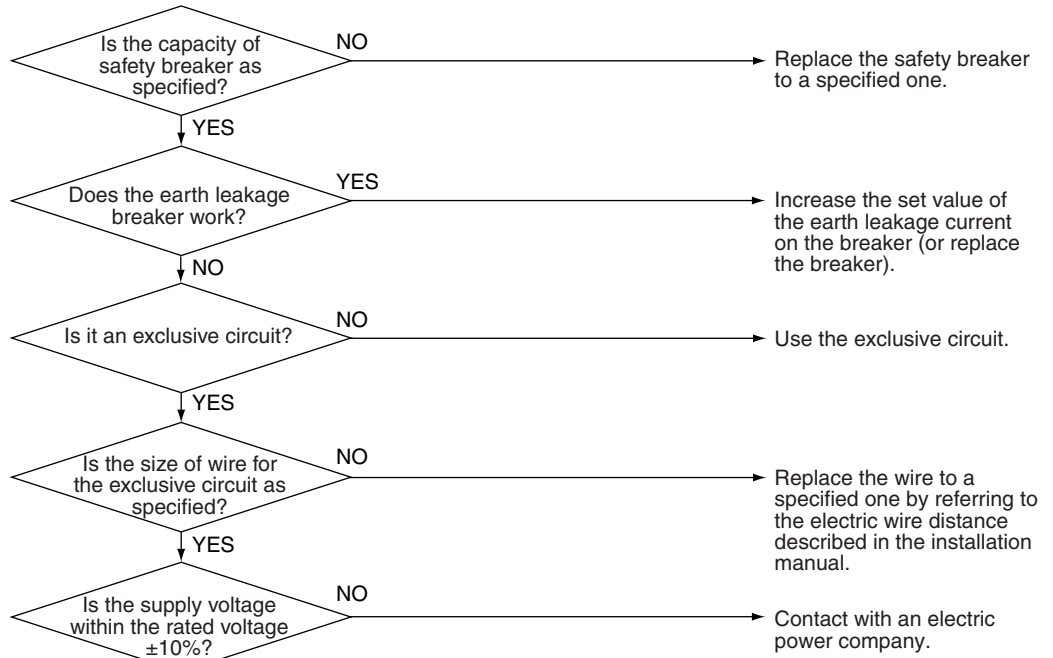 Is the capacity of
safety breaker as
specified?
NO
Replace the safety breaker
to a specified one.
YES
Does the earth leakage
breaker work?
YES
Increase the set value of
the earth leakage current
on the breaker (or replace
the breaker).
NO
Is it an exclusive circuit?
NO
Use the exclusive circuit.
YES
Is the size of wire for
the exclusive circuit as
specified?
NO
Replace the wire to a
specified one by referring to
the electric wire distance
described in the installation
manual.
YES
Is the supply voltage
within the rated voltage
±10%?
NO
Contact with an electric
power company.